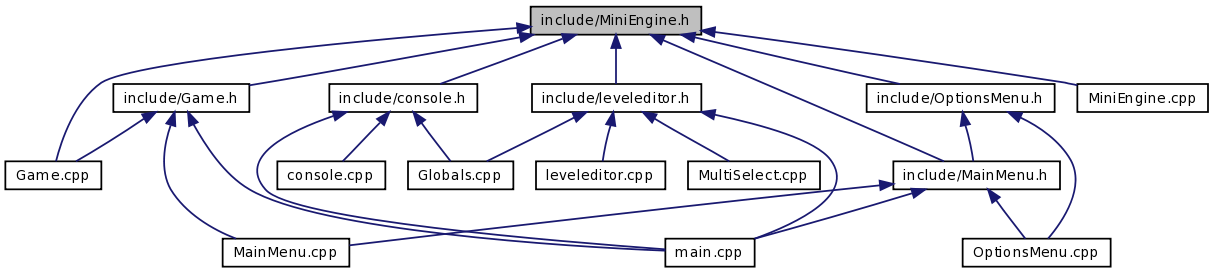 include/MiniEngine.h
include/Game.h
include/console.h
include/leveleditor.h
include/OptionsMenu.h
MiniEngine.cpp
Game.cpp
console.cpp
Globals.cpp
leveleditor.cpp
MultiSelect.cpp
include/MainMenu.h
MainMenu.cpp
main.cpp
OptionsMenu.cpp